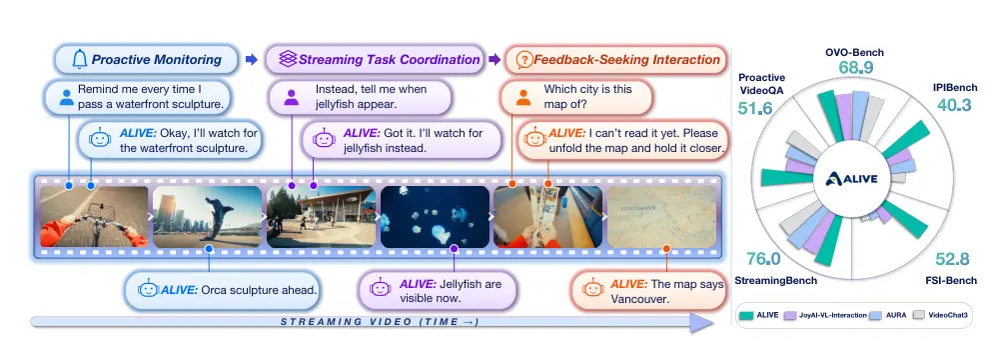 Proactive Monitoring
Streaming Task Coordination
Feedback-Seeking Interaction
Remind me every time I
pass a waterfront sculpture.
ALIVE: Okay, I'll watch for
the waterfront sculpture.
Instead, tell me when
jellyfish appear.
ALIVE: Got it. I'll watch for
jellyfish instead.
Which city is this
map of?
ALIVE: I can't read it yet. Please
unfold the map and hold it closer.
VANCOUVER
ALIVE: Orca sculpture ahead.
ALIVE: Jellyfish are
visible now.
ALIVE: The map says
Vancouver.
STREAMING VIDEO (TIME →)
OVO-Bench
68.9
IPIBench
40.3
Proactive
VideoQA
51.6
ALIVE
76.0
StreamingBench
52.8
FSI-Bench
ALIVE
JoyAI-VL-Interaction
AURA
VideoChat3